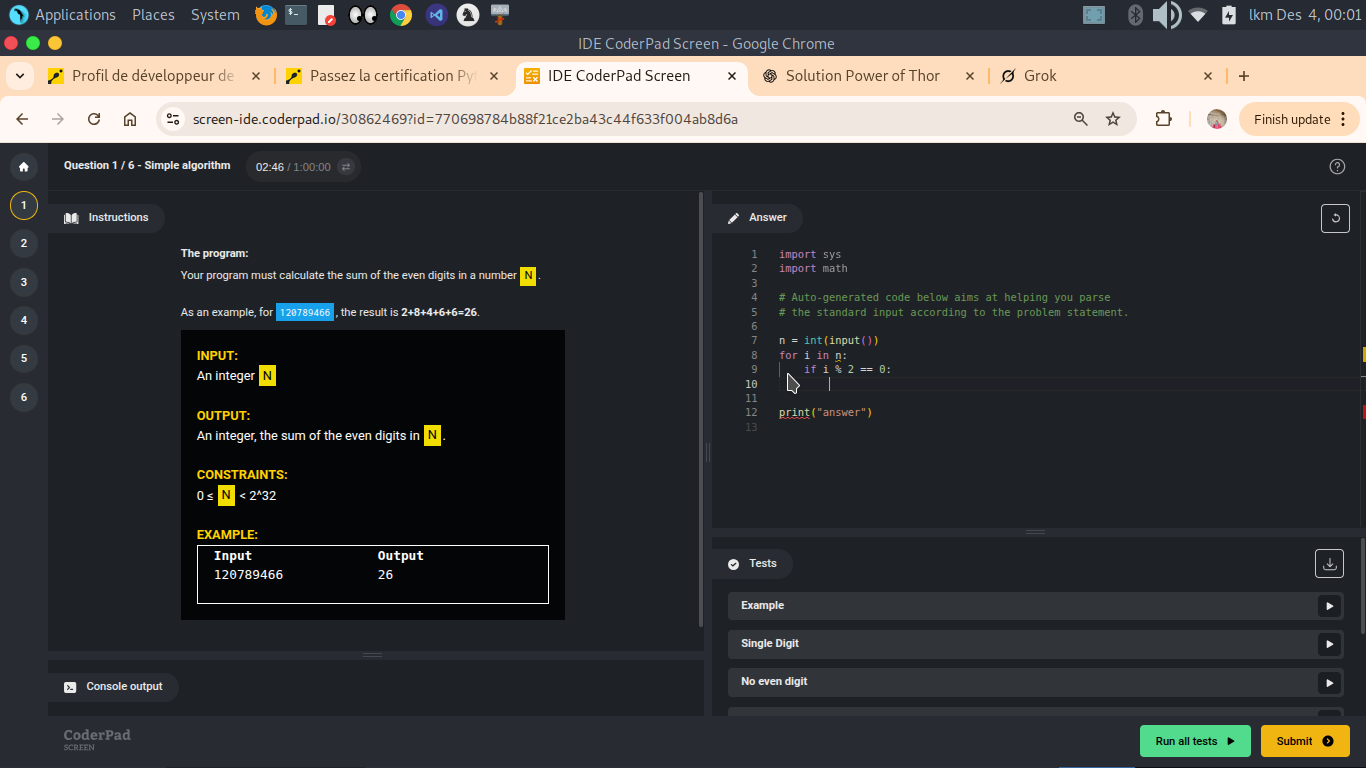 Applications Places System lkm Des 4, 00:01
IDE CoderPad Screen - Google Chrome
Profil de développeur de Passez la certification Py IDE CoderPad Screen Solution Power of Thor Grok
screen-ide.coderpad.io/30862469?id=770698784b88f21ce2ba43c44f633f004ab8d6a Finish update
Question 1 / 6 - Simple algorithm 02:46 / 1:00:00
1
2
3
4
5
6
Instructions
The program:
Your program must calculate the sum of the even digits in a number N .
As an example, for 120789466 , the result is 2+8+4+6+6=26.
INPUT:
An integer N
OUTPUT:
An integer, the sum of the even digits in N .
CONSTRAINTS:
0 ≤ N < 2^32
EXAMPLE:
Input Output
120789466 26
Console output
CoderPad
SCREEN
Answer
1 import sys
2 import math
3
4 # Auto-generated code below aims at helping you parse
5 # the standard input according to the problem statement.
6
7 n = int(input())
8 for i in n:
9 if i % 2 == 0:
10
11
12 print("answer")
13
Tests
Example
Single Digit
No even digit
Run all tests Submit